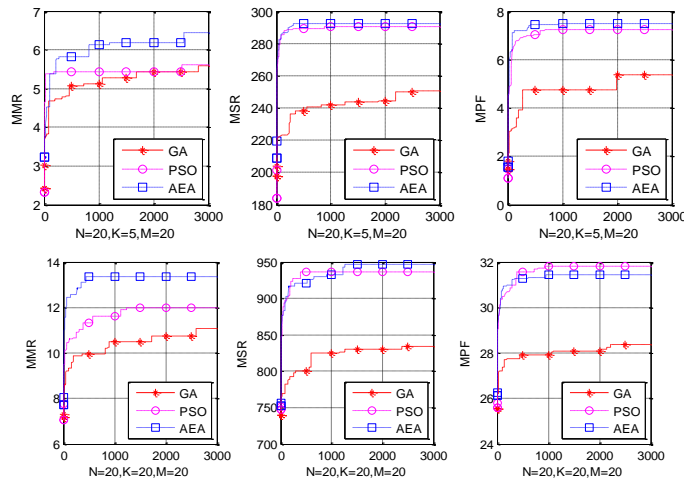 7
6
5
4
3
2
MMR
0 1000 2000 3000
N=20,K=5,M=20
GA
PSO
AEA
300
280
260
240
220
200
180
MSR
0 1000 2000 3000
N=20,K=5,M=20
GA
PSO
AEA
8
6
4
2
0
MPF
0 1000 2000 3000
N=20,K=5,M=20
GA
PSO
AEA
14
12
10
8
6
MMR
0 1000 2000 3000
N=20,K=20,M=20
GA
PSO
AEA
950
900
850
800
750
700
MSR
0 1000 2000 3000
N=20,K=20,M=20
GA
PSO
AEA
32
30
28
26
24
MPF
0 1000 2000 3000
N=20,K=20,M=20
GA
PSO
AEA